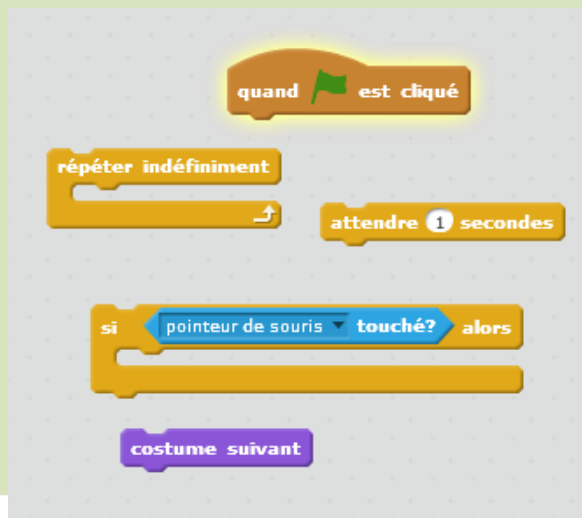 quand est cliqué
répéter indéfiniment
attendre 1 secondes
si pointeur de souris touché? alors
costume suivant